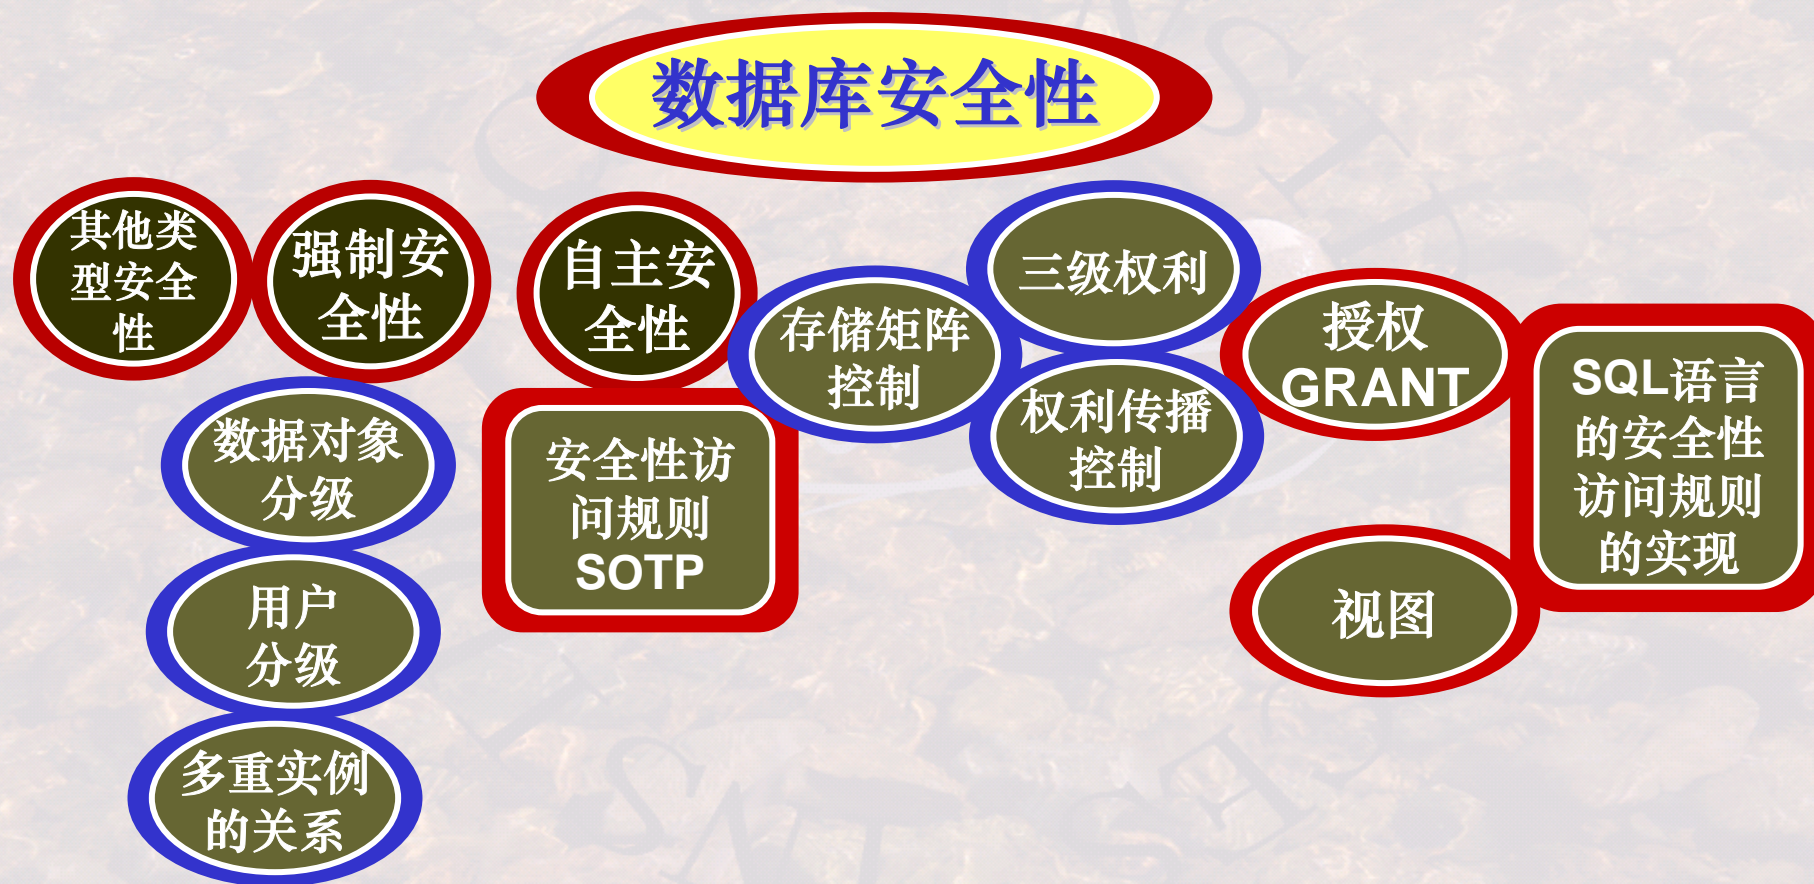 数据库安全性
其他类
型安全
性
强制安
全性
自主安
全性
存储矩阵
控制
三级权利
权利传播
控制
授权
GRANT
SQL语言
的安全性
访问规则
的实现
数据对象
分级
安全性访
问规则
SOTP
用户
分级
视图
多重实例
的关系